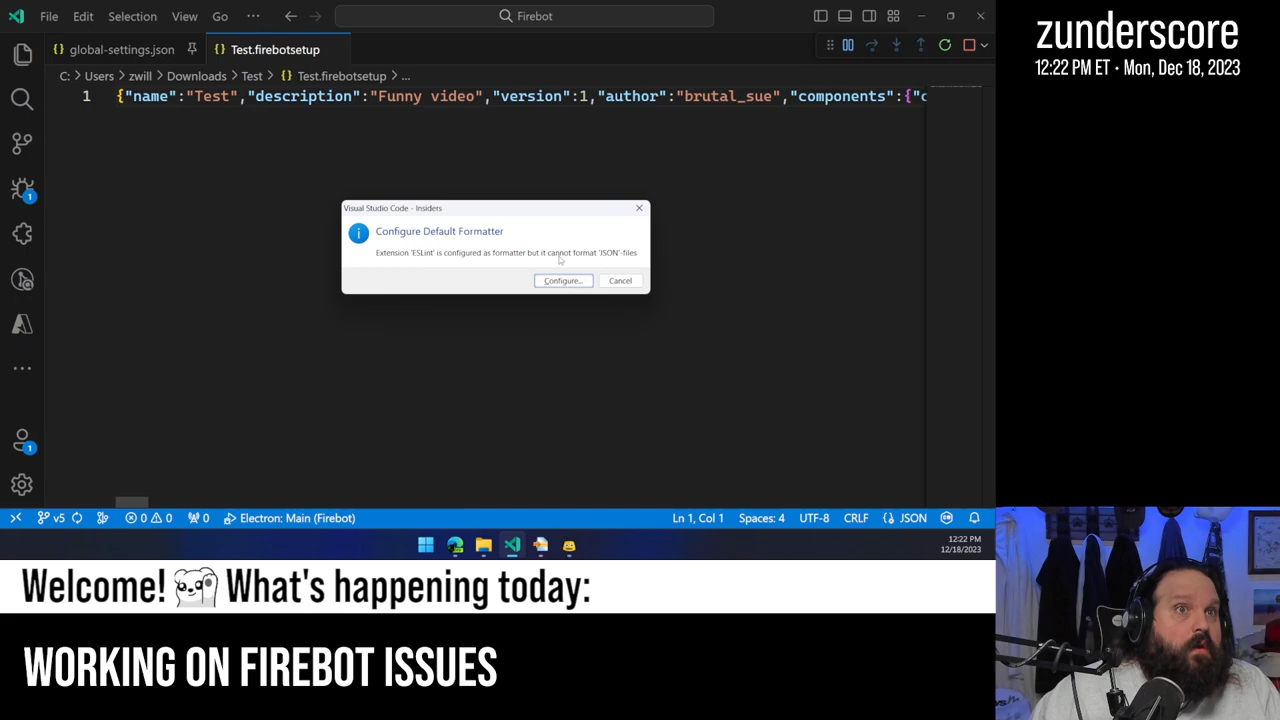 File Edit Selection View Go ··· Firebot
global-settings.json Test.firebotsetup
C: > Users > zwill > Downloads > Test > {} Test.firebotsetup > ...
1 {"name":"Test","description":"Funny video","version":1,"author":"brutal_sue","components":{"c
Visual Studio Code - Insiders
Configure Default Formatter
Extension 'ESLint' is configured as formatter but it cannot format 'JSON'-files
Configure... Cancel
1
1
v5 0 0 0 Electron: Main (Firebot) Ln 1, Col 1 Spaces: 4 UTF-8 CRLF {} JSON
12:22 PM
12/18/2023
zunderscore
12:22 PM ET • Mon, Dec 18, 2023
Welcome! What's happening today:
WORKING ON FIREBOT ISSUES